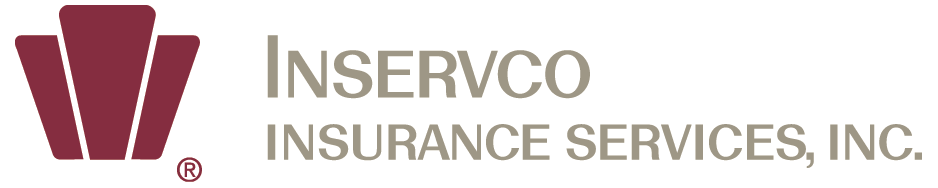 INSERVCO
INSURANCE SERVICES, INC.
®